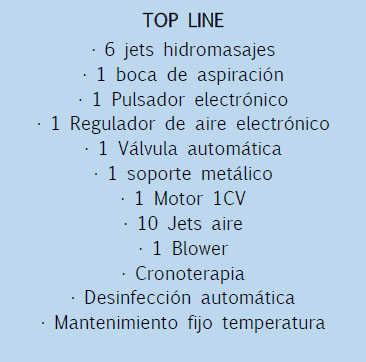 TOP LINE
· 6 jets hidromasajes
· 1 boca de aspiración
· 1 Pulsador electrónico
· 1 Regulador de aire electrónico
· 1 Válvula automática
· 1 soporte metálico
· 1 Motor 1CV
· 10 Jets aire
· 1 Blower
· Cronoterapia
· Desinfección automática
· Mantenimiento fijo temperatura